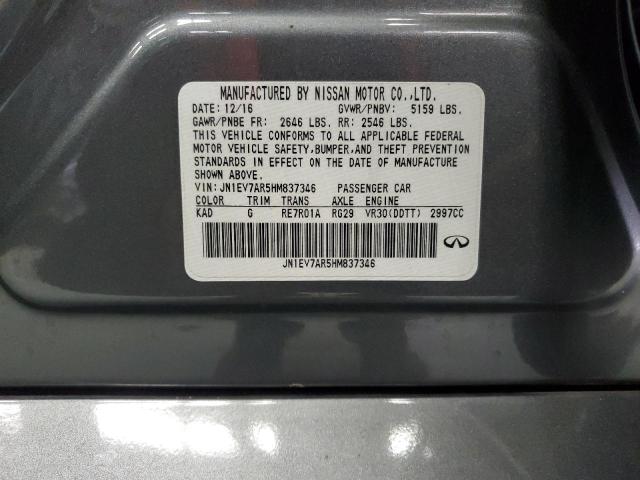 MANUFACTURED BY NISSAN MOTOR CO.,LTD.
DATE: 12/16 GVWR/PNBV: 5159 LBS.
GAWR/PNBE FR: 2646 LBS. RR: 2546 LBS.
THIS VEHICLE CONFORMS TO ALL APPLICABLE FEDERAL
MOTOR VEHICLE SAFETY,BUMPER,AND THEFT PREVENTION
STANDARDS IN EFFECT ON THE DATE OF MANUFACTURE
SHOWN ABOVE.
VIN:JN1EV7AR5HM837346 PASSENGER CAR
COLOR TRIM TRANS AXLE ENGINE
KAD G RE7R01A RG29 VR30(DDTT) 2997CC
JN1EV7AR5HM837346